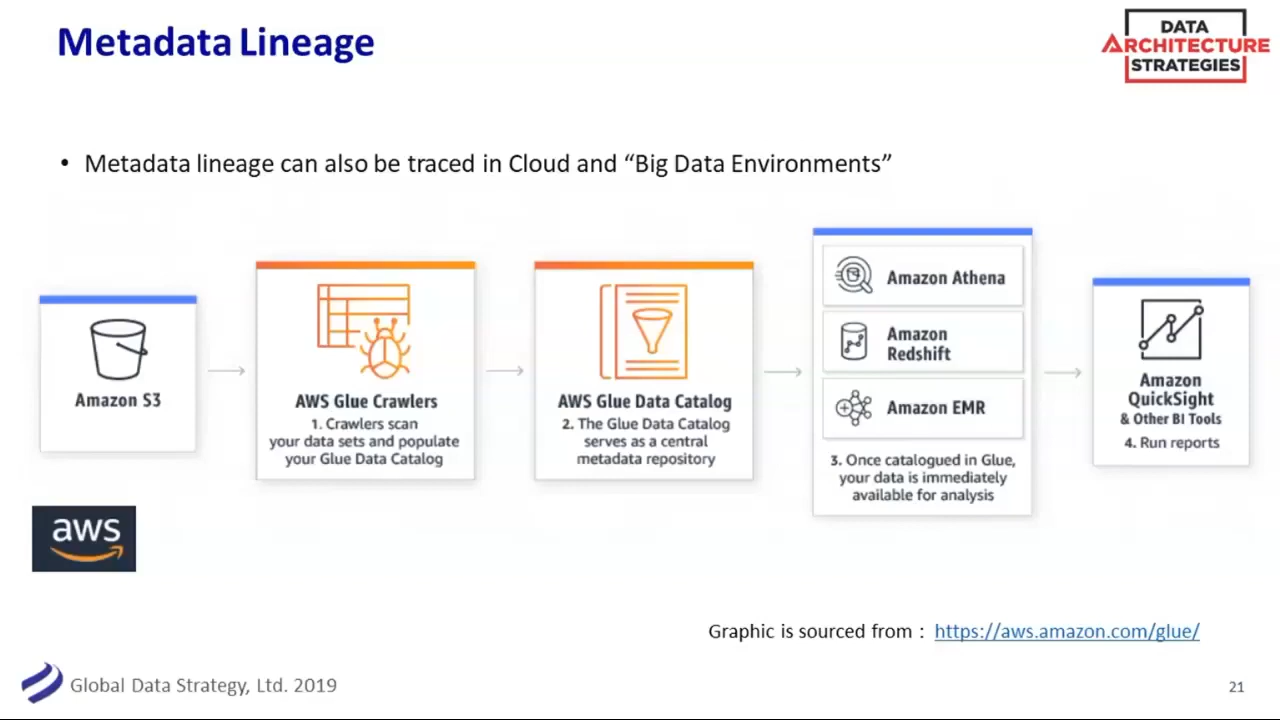 Metadata Lineage
DATA
ARCHITECTURE
STRATEGIES
• Metadata lineage can also be traced in Cloud and “Big Data Environments”
Amazon S3
AWS Glue Crawlers
1. Crawlers scan
your data sets and populate
your Glue Data Catalog
AWS Glue Data Catalog
2. The Glue Data Catalog
serves as a central
metadata repository
Amazon Athena
Amazon
Redshift
Amazon EMR
3. Once catalogued in Glue,
your data is immediately
available for analysis
Amazon
QuickSight
& Other BI Tools
4. Run reports
aws
Graphic is sourced from : https://aws.amazon.com/glue/
Global Data Strategy, Ltd. 2019
21